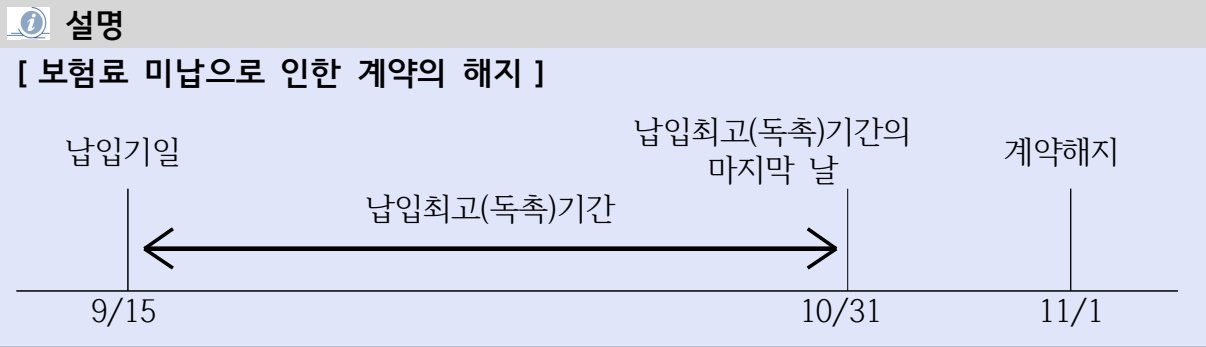 설명
[ 보험료 미납으로 인한 계약의 해지 ]
납입기일
납입최고(독촉)기간의
마지막 날
계약해지
납입최고(독촉)기간
9/15
10/31
11/1